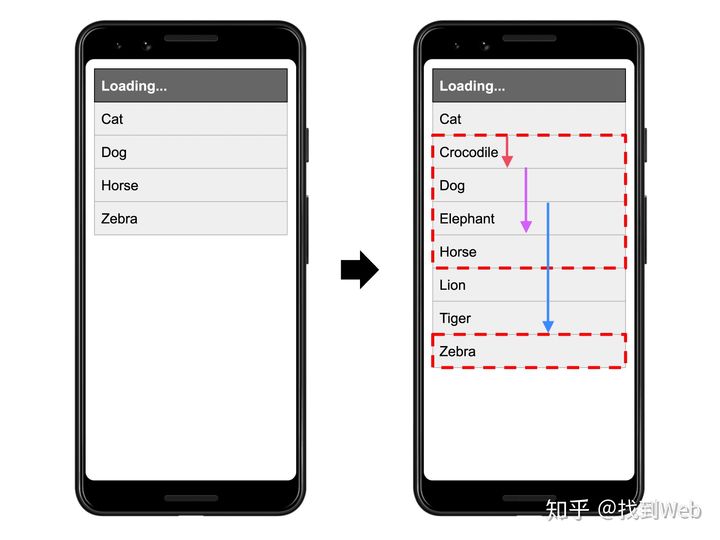 Loading...
Cat
Dog
Horse
Zebra
Loading...
Cat
Crocodile
Dog
Elephant
Horse
Lion
Tiger
Zebra
知乎 @找到Web